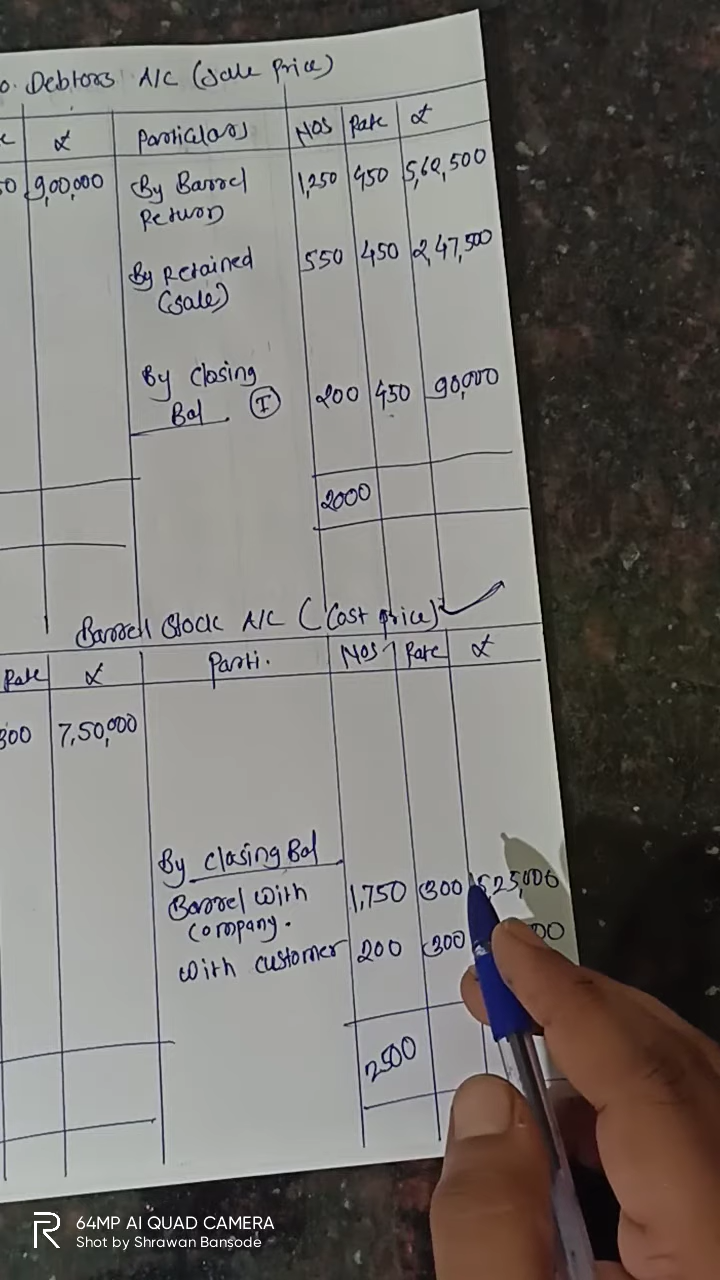 o. Debtors A/C (Sale Price)
₤ Particlars Nos Rate ₤
9,00,000 By Barrel 1,250 450 5,62,500
Return
By Retained 550 450 2,47,500
(Sale)
By Closing
Bal I 200 450 90,000
2000
Barrell Stock A/C (Cost price)
Rate ₤ Parti. Nos Rate ₤
300 7,50,000
By Closing Bal
Barrel with 1,750 300 5,25,000
Company.
with customer 200 300
2500
64MP AI QUAD CAMERA
Shot by Shrawan Bansode